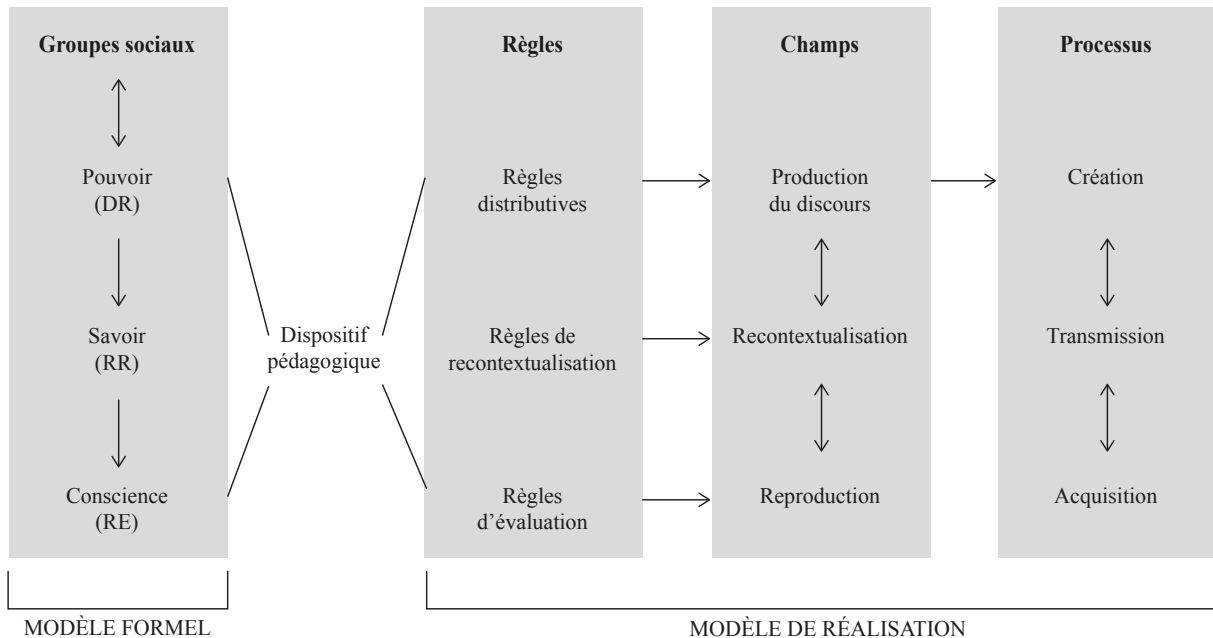 Groupes sociaux
Règles
Champs
Processus
Pouvoir
(DR)
Règles
distributives
Production
du discours
Création
Savoir
(RR)
Dispositif
pédagogique
Règles de
recontextualisation
Recontextualisation
Transmission
Conscience
(RE)
Règles
d'évaluation
Reproduction
Acquisition
MODÈLE FORMEL
MODÈLE DE RÉALISATION